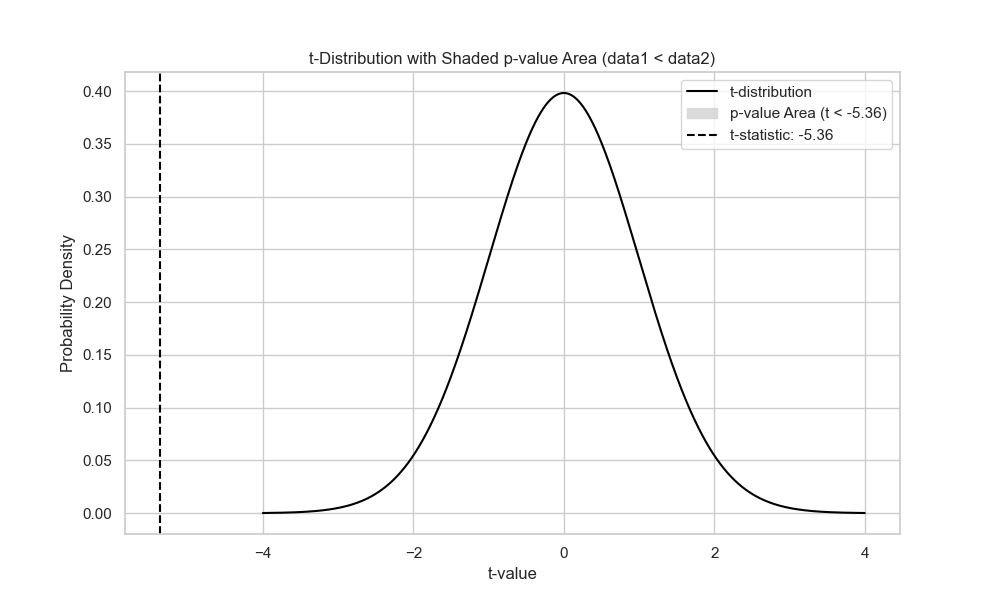 t-Distribution with Shaded p-value Area (data1 < data2)
t-distribution
p-value Area (t < -5.36)
t-statistic: -5.36
Probability Density
0.40
0.35
0.30
0.25
0.20
0.15
0.10
0.05
0.00
−4 −2 0 2 4
t-value